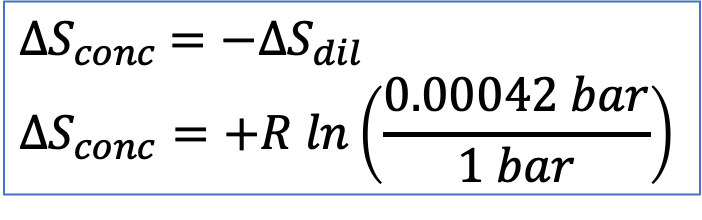 ΔS_conc = −ΔS_dil
ΔS_conc = +R ln (0.00042 bar / 1 bar)